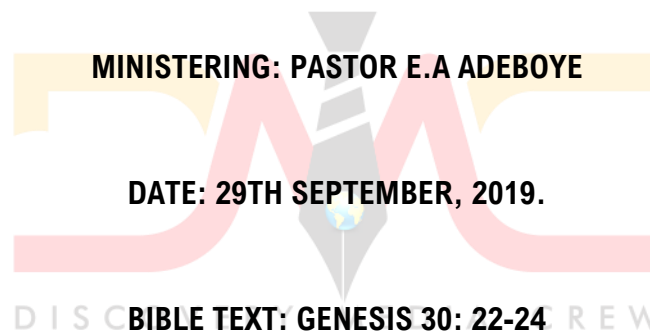 MINISTERING: PASTOR E.A ADEBOYE
DATE: 29TH SEPTEMBER, 2019.
BIBLE TEXT: GENESIS 30: 22-24